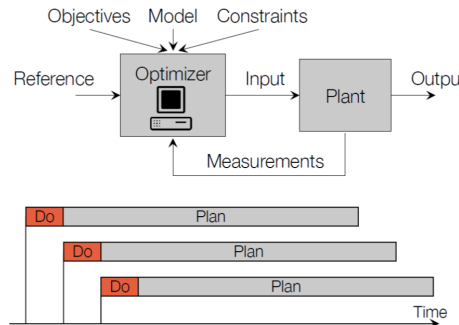 Objectives Model Constraints
Reference Optimizer Input Plant Outpu
Measurements
Do Plan
Do Plan
Do Plan
Time